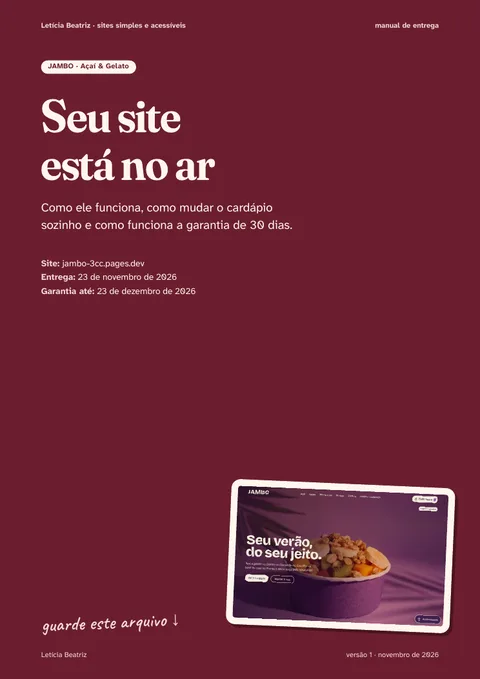 Letícia Beatriz · sites simples e acessíveis
manual de entrega
JAMBO · Açaí & Gelato
Seu site
está no ar
Como ele funciona, como mudar o cardápio
sozinho e como funciona a garantia de 30 dias.
Site: jambo-3cc.pages.dev
Entrega: 23 de novembro de 2026
Garantia até: 23 de dezembro de 2026
JAMBO
Seu verão,
do seu jeito.
guarde este arquivo ↓
Letícia Beatriz
versão 1 · novembro de 2026